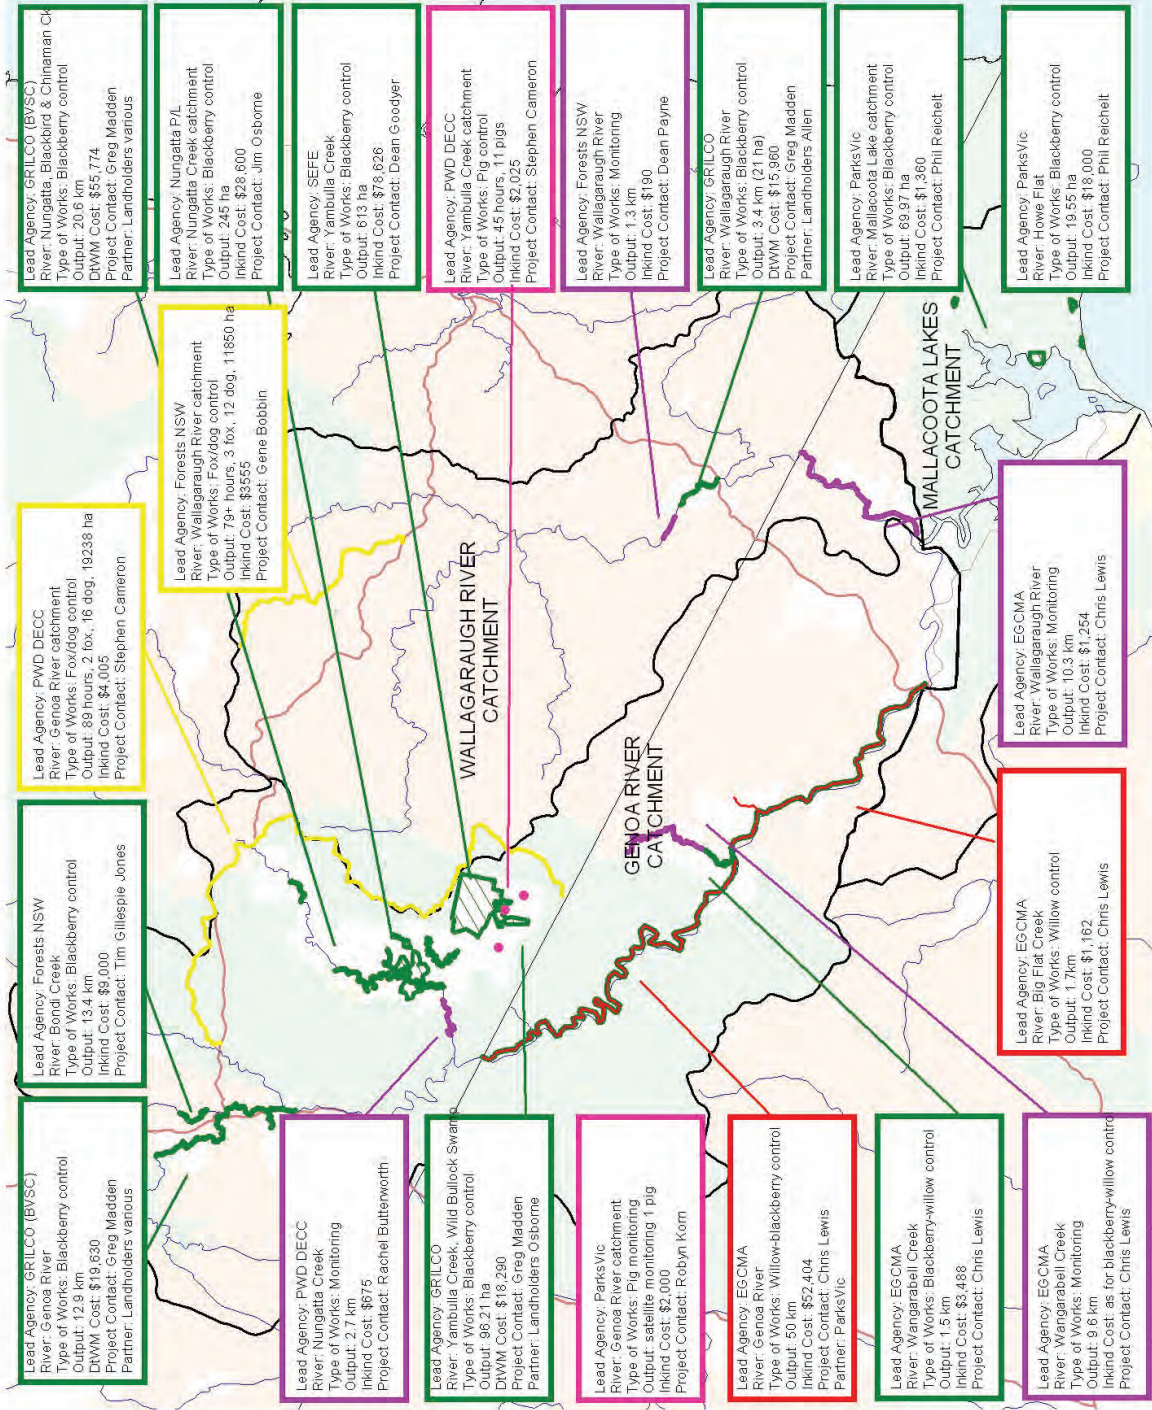 Lead Agency: GRILCO (BVSC)
River: Genoa River
Type of Works: Blackberry control
Output: 12.9 km
DtWM Cost: $19,630
Project Contact: Greg Madden
Partner: Landholders various
Lead Agency: Forests NSW
River: Bondi Creek
Type of Works: Blackberry control
Output: 13.4 km
Inkind Cost: $9,000
Project Contact: Tim Gillespie Jones
Lead Agency: PWD DECC
River: Genoa River catchment
Type of Works: Fox/dog control
Output: 89 hours, 2 fox, 16 dog, 19238 ha
Inkind Cost: $4,005
Project Contact: Stephen Cameron
Lead Agency: GRILCO (BVSC)
River: Nungatta, Blackbird & Chinaman Ck
Type of Works: Blackberry control
Output: 20.6 km
DtWM Cost: $55,774
Project Contact: Greg Madden
Partner: Landholders various
Lead Agency: Forests NSW
River: Wallagaraugh River catchment
Type of Works: Fox/dog control
Output: 79+ hours, 3 fox, 12 dog, 11850 ha
Inkind Cost: $3555
Project Contact: Gene Bobbin
Lead Agency: Nungatta P/L
River: Nungatta Creek catchment
Type of Works: Blackberry control
Output: 245 ha
Inkind Cost: $28,600
Project Contact: Jim Osborne
Lead Agency: PWD DECC
River: Nungatta Creek
Type of Works: Monitoring
Output: 2.7 km
Inkind Cost: $675
Project Contact: Rachel Butterworth
Lead Agency: SEFE
River: Yambulla Creek
Type of Works: Blackberry control
Output: 613 ha
Inkind Cost: $78,626
Project Contact: Dean Goodyer
Lead Agency: GRILCO
River: Yambulla Creek, Wild Bullock Swamp
Type of Works: Blackberry control
Output: 96.21 ha
DtWM Cost: $18,290
Project Contact: Greg Madden
Partner: Landholders Osborne
WALLAGARAUGH RIVER
CATCHMENT
Lead Agency: PWD DECC
River: Yambulla Creek catchment
Type of Works: Pig control
Output: 45 hours, 11 pigs
Inkind Cost: $2,025
Project Contact: Stephen Cameron
Lead Agency: ParksVic
River: Genoa River catchment
Type of Works: Pig monitoring
Output: satellite monitoring 1 pig
Inkind Cost: $2,000
Project Contact: Robyn Korn
GENOA RIVER
CATCHMENT
Lead Agency: Forests NSW
River: Wallagaraugh River
Type of Works: Monitoring
Output: 1.3 km
Inkind Cost: $190
Project Contact: Dean Payne
Lead Agency: EGCMA
River: Genoa River
Type of Works: Willow-blackberry control
Output: 50 km
Inkind Cost: $52,404
Project Contact: Chris Lewis
Partner: ParksVic
Lead Agency: GRILCO
River: Wallagaraugh River
Type of Works: Blackberry control
Output: 3.4 km (21 ha)
DtWM Cost: $15,960
Project Contact: Greg Madden
Partner: Landholders Allen
Lead Agency: EGCMA
River: Wangarabell Creek
Type of Works: Blackberry-willow control
Output: 1.5 km
Inkind Cost: $3,488
Project Contact: Chris Lewis
Lead Agency: ParksVic
River: Mallacoota Lake catchment
Type of Works: Blackberry control
Output: 69.97 ha
Inkind Cost: $1,360
Project Contact: Phil Reichelt
MALLACOOTA LAKES
CATCHMENT
Lead Agency: EGCMA
River: Wangarabell Creek
Type of Works: Monitoring
Output: 9.6 km
Inkind Cost: as for blackberry-willow control
Project Contact: Chris Lewis
Lead Agency: EGCMA
River: Big Flat Creek
Type of Works: Willow control
Output: 1.7km
Inkind Cost: $1,162
Project Contact: Chris Lewis
Lead Agency: EGCMA
River: Wallagaraugh River
Type of Works: Monitoring
Output: 10.3 km
Inkind Cost: $1,254
Project Contact: Chris Lewis
Lead Agency: ParksVic
River: Howe Flat
Type of Works: Blackberry control
Output: 19.55 ha
Inkind Cost: $18,000
Project Contact: Phil Reichelt